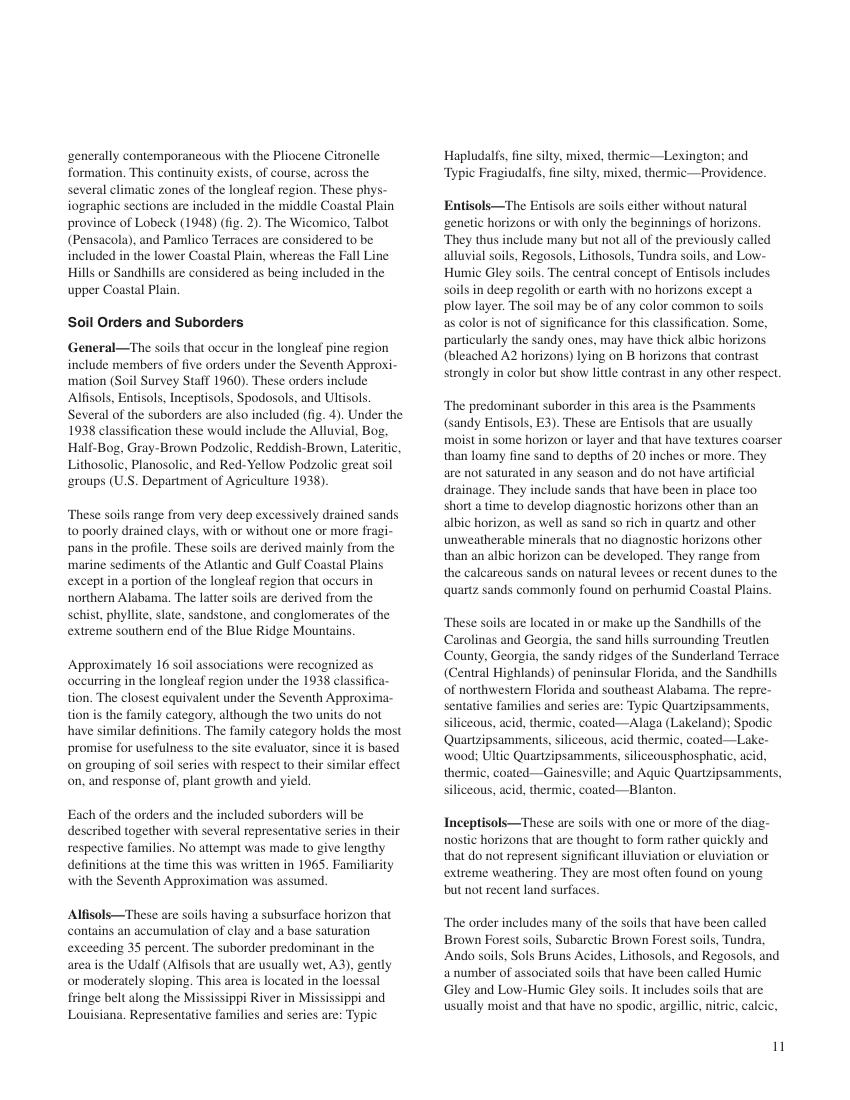 generally contemporaneous with the Pliocene Citronelle
formation. This continuity exists, of course, across the
several climatic zones of the longleaf region. These phys-
iographic sections are included in the middle Coastal Plain
province of Lobeck (1948) (fig. 2). The Wicomico, Talbot
(Pensacola), and Pamlico Terraces are considered to be
included in the lower Coastal Plain, whereas the Fall Line
Hills or Sandhills are considered as being included in the
upper Coastal Plain.
Soil Orders and Suborders
General—The soils that occur in the longleaf pine region
include members of five orders under the Seventh Approxi-
mation (Soil Survey Staff 1960). These orders include
Alfisols, Entisols, Inceptisols, Spodosols, and Ultisols.
Several of the suborders are also included (fig. 4). Under the
1938 classification these would include the Alluvial, Bog,
Half-Bog, Gray-Brown Podzolic, Reddish-Brown, Lateritic,
Lithosolic, Planosolic, and Red-Yellow Podzolic great soil
groups (U.S. Department of Agriculture 1938).
These soils range from very deep excessively drained sands
to poorly drained clays, with or without one or more fragi-
pans in the profile. These soils are derived mainly from the
marine sediments of the Atlantic and Gulf Coastal Plains
except in a portion of the longleaf region that occurs in
northern Alabama. The latter soils are derived from the
schist, phyllite, slate, sandstone, and conglomerates of the
extreme southern end of the Blue Ridge Mountains.
Approximately 16 soil associations were recognized as
occurring in the longleaf region under the 1938 classifica-
tion. The closest equivalent under the Seventh Approxima-
tion is the family category, although the two units do not
have similar definitions. The family category holds the most
promise for usefulness to the site evaluator, since it is based
on grouping of soil series with respect to their similar effect
on, and response of, plant growth and yield.
Each of the orders and the included suborders will be
described together with several representative series in their
respective families. No attempt was made to give lengthy
definitions at the time this was written in 1965. Familiarity
with the Seventh Approximation was assumed.
Alfisols—These are soils having a subsurface horizon that
contains an accumulation of clay and a base saturation
exceeding 35 percent. The suborder predominant in the
area is the Udalf (Alfisols that are usually wet, A3), gently
or moderately sloping. This area is located in the loessal
fringe belt along the Mississippi River in Mississippi and
Louisiana. Representative families and series are: Typic
Hapludalfs, fine silty, mixed, thermic—Lexington; and
Typic Fragiudalfs, fine silty, mixed, thermic—Providence.
Entisols—The Entisols are soils either without natural
genetic horizons or with only the beginnings of horizons.
They thus include many but not all of the previously called
alluvial soils, Regosols, Lithosols, Tundra soils, and Low-
Humic Gley soils. The central concept of Entisols includes
soils in deep regolith or earth with no horizons except a
plow layer. The soil may be of any color common to soils
as color is not of significance for this classification. Some,
particularly the sandy ones, may have thick albic horizons
(bleached A2 horizons) lying on B horizons that contrast
strongly in color but show little contrast in any other respect.
The predominant suborder in this area is the Psamments
(sandy Entisols, E3). These are Entisols that are usually
moist in some horizon or layer and that have textures coarser
than loamy fine sand to depths of 20 inches or more. They
are not saturated in any season and do not have artificial
drainage. They include sands that have been in place too
short a time to develop diagnostic horizons other than an
albic horizon, as well as sand so rich in quartz and other
unweatherable minerals that no diagnostic horizons other
than an albic horizon can be developed. They range from
the calcareous sands on natural levees or recent dunes to the
quartz sands commonly found on perhumid Coastal Plains.
These soils are located in or make up the Sandhills of the
Carolinas and Georgia, the sand hills surrounding Treutlen
County, Georgia, the sandy ridges of the Sunderland Terrace
(Central Highlands) of peninsular Florida, and the Sandhills
of northwestern Florida and southeast Alabama. The repre-
sentative families and series are: Typic Quartzipsamments,
siliceous, acid, thermic, coated—Alaga (Lakeland); Spodic
Quartzipsamments, siliceous, acid thermic, coated—Lake-
wood; Ultic Quartzipsamments, siliceousphosphatic, acid,
thermic, coated—Gainesville; and Aquic Quartzipsamments,
siliceous, acid, thermic, coated—Blanton.
Inceptisols—These are soils with one or more of the diag-
nostic horizons that are thought to form rather quickly and
that do not represent significant illuviation or eluviation or
extreme weathering. They are most often found on young
but not recent land surfaces.
The order includes many of the soils that have been called
Brown Forest soils, Subarctic Brown Forest soils, Tundra,
Ando soils, Sols Bruns Acides, Lithosols, and Regosols, and
a number of associated soils that have been called Humic
Gley and Low-Humic Gley soils. It includes soils that are
usually moist and that have no spodic, argillic, nitric, calcic,
11